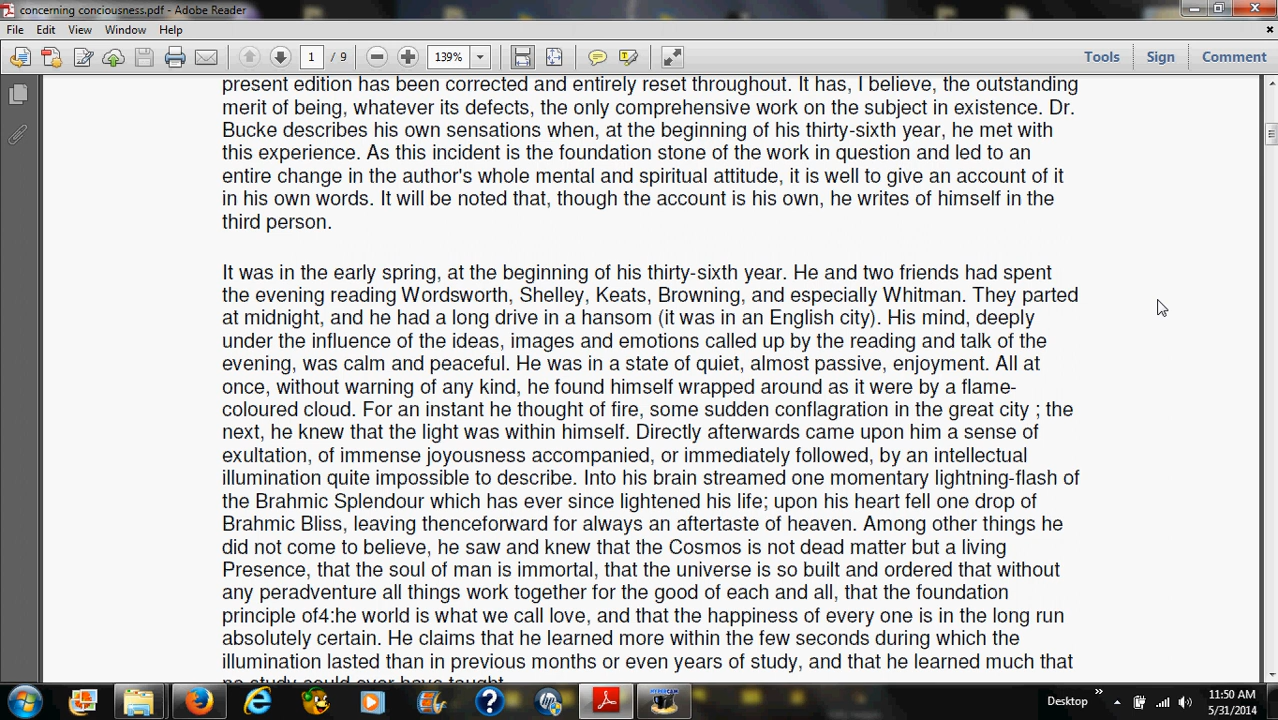 concerning conciousness.pdf - Adobe Reader
File Edit View Window Help
1 / 9 139% Tools Sign Comment
present edition has been corrected and entirely reset throughout. It has, I believe, the outstanding
merit of being, whatever its defects, the only comprehensive work on the subject in existence. Dr.
Bucke describes his own sensations when, at the beginning of his thirty-sixth year, he met with
this experience. As this incident is the foundation stone of the work in question and led to an
entire change in the author's whole mental and spiritual attitude, it is well to give an account of it
in his own words. It will be noted that, though the account is his own, he writes of himself in the
third person.
It was in the early spring, at the beginning of his thirty-sixth year. He and two friends had spent
the evening reading Wordsworth, Shelley, Keats, Browning, and especially Whitman. They parted
at midnight, and he had a long drive in a hansom (it was in an English city). His mind, deeply
under the influence of the ideas, images and emotions called up by the reading and talk of the
evening, was calm and peaceful. He was in a state of quiet, almost passive, enjoyment. All at
once, without warning of any kind, he found himself wrapped around as it were by a flame-
coloured cloud. For an instant he thought of fire, some sudden conflagration in the great city ; the
next, he knew that the light was within himself. Directly afterwards came upon him a sense of
exultation, of immense joyousness accompanied, or immediately followed, by an intellectual
illumination quite impossible to describe. Into his brain streamed one momentary lightning-flash of
the Brahmic Splendour which has ever since lightened his life; upon his heart fell one drop of
Brahmic Bliss, leaving thenceforward for always an aftertaste of heaven. Among other things he
did not come to believe, he saw and knew that the Cosmos is not dead matter but a living
Presence, that the soul of man is immortal, that the universe is so built and ordered that without
any peradventure all things work together for the good of each and all, that the foundation
principle of4:he world is what we call love, and that the happiness of every one is in the long run
absolutely certain. He claims that he learned more within the few seconds during which the
illumination lasted than in previous months or even years of study, and that he learned much that
no study could ever have taught.
Desktop 11:50 AM
5/31/2014